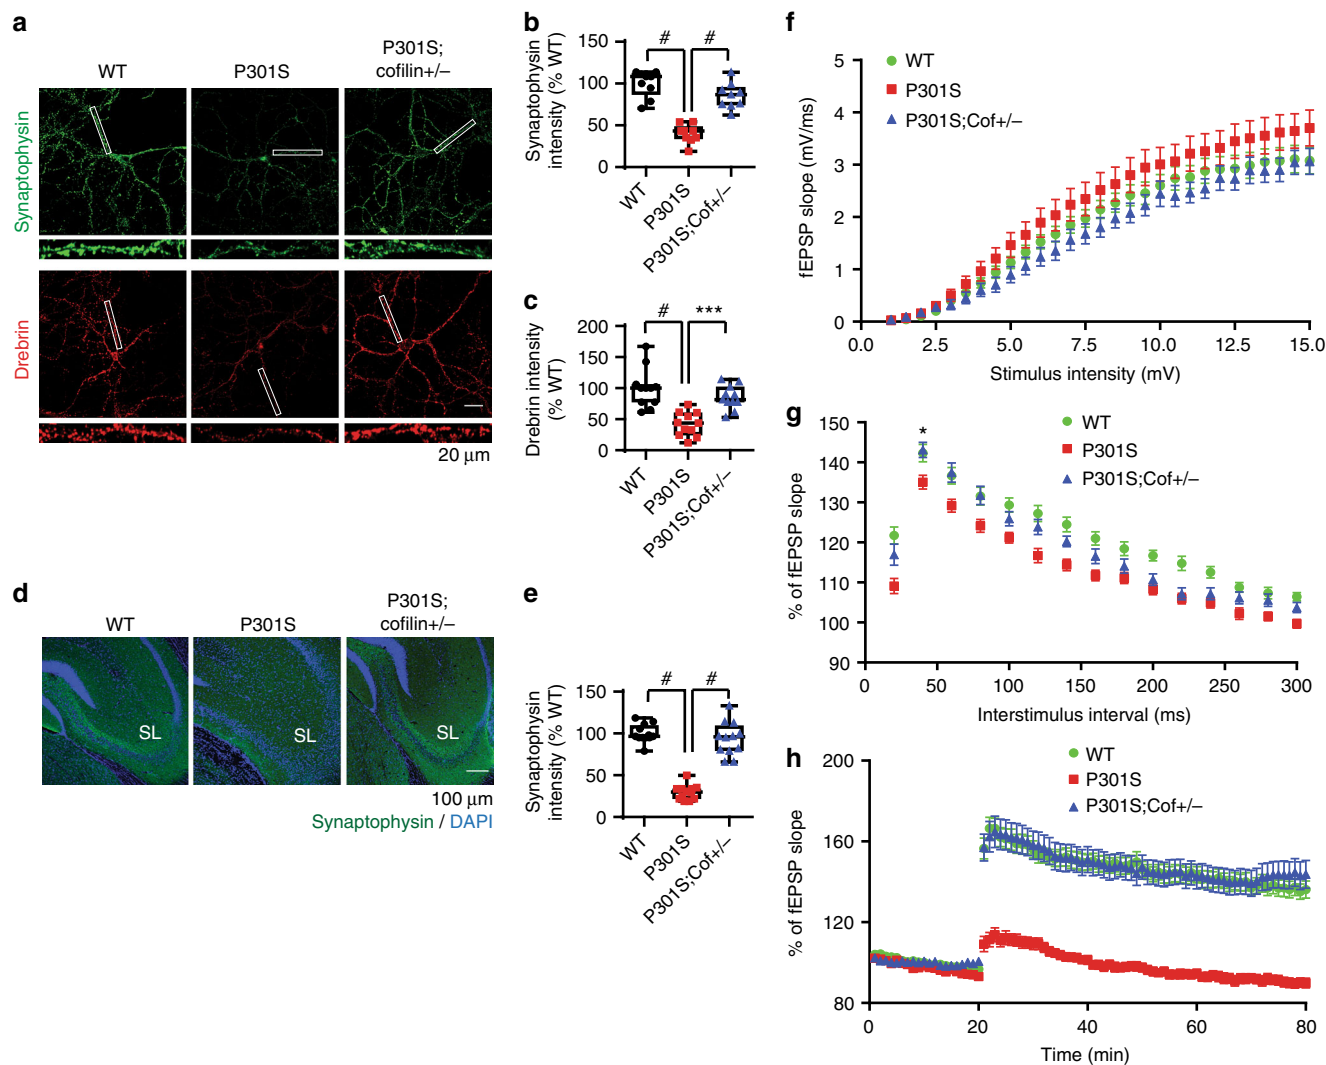 a
WT
P301S
P301S;
cofilin+/–
Synaptophysin
Drebrin
20 µm
b
Synaptophysin
intensity (% WT)
150
100
50
0
#
#
WT
P301S
P301S;Cof+/–
c
Drebrin intensity
(% WT)
200
150
100
50
0
#
***
WT
P301S
P301S;Cof+/–
d
WT
P301S
P301S;
cofilin+/–
SL
SL
SL
100 µm
Synaptophysin / DAPI
e
Synaptophysin
intensity (% WT)
150
100
50
0
#
#
WT
P301S
P301S;Cof+/–
f
WT
P301S
P301S;Cof+/–
fEPSP slope (mV/ms)
5
4
3
2
1
0
0.0 2.5 5.0 7.5 10.0 12.5 15.0
Stimulus intensity (mV)
g
WT
P301S
P301S;Cof+/–
*
% of fEPSP slope
150
140
130
120
110
100
90
0 50 100 150 200 250 300
Interstimulus interval (ms)
h
WT
P301S
P301S;Cof+/–
% of fEPSP slope
200
160
120
80
0 20 40 60 80
Time (min)